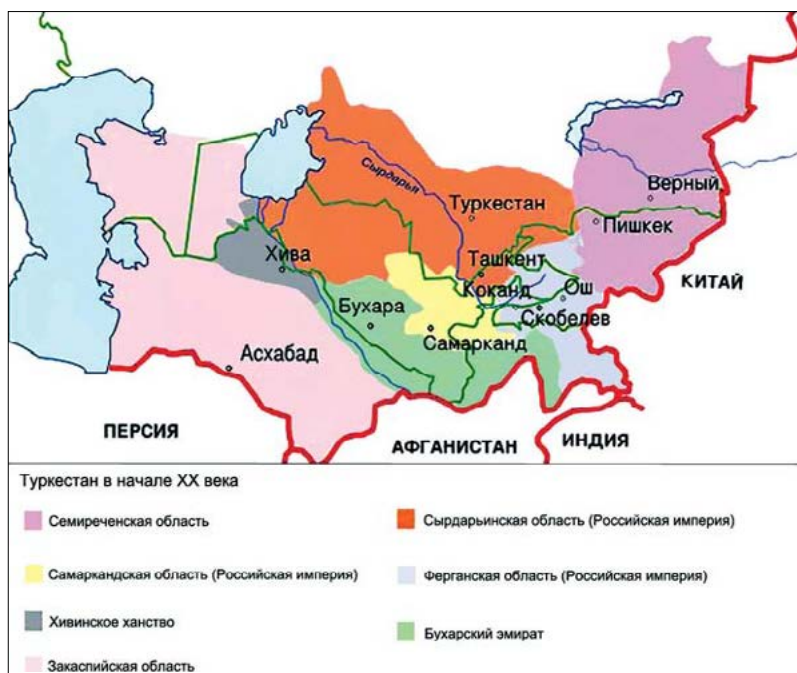 Сырдарья
Верный
Туркестан
Пишкек
Хива
Ташкент
КИТАЙ
Коканд
Ош
Бухара
Скобелев
Самарканд
Асхабад
ПЕРСИЯ
АФГАНИСТАН
ИНДИЯ
Туркестан в начале XX века
Семиреченская область
Сырдарьинская область (Российская империя)
Самаркандская область (Российская империя)
Ферганская область (Российская империя)
Хивинское ханство
Бухарский эмират
Закаспийская область